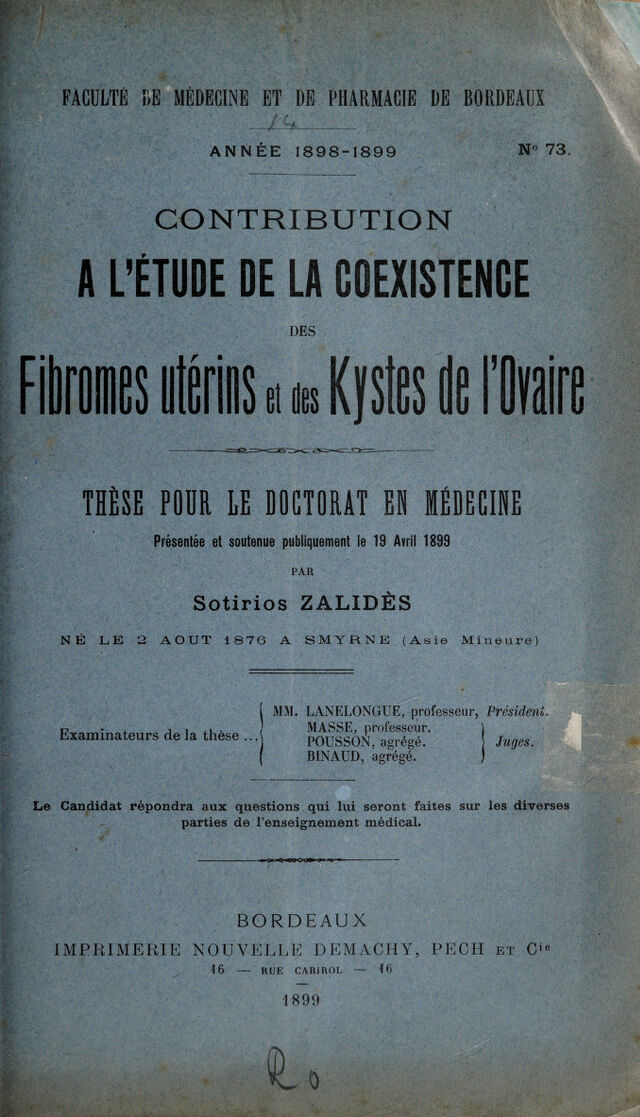 FACULTÉ DE MÉDECINE ET DE PHARMACIE DE BORDEAUX
14
ANNÉE 1898-1899 No 73.
CONTRIBUTION
A L'ÉTUDE DE LA COEXISTENCE
DES
Fibromes utérins et des Kystes de l'Ovaire
THÈSE POUR LE DOCTORAT EN MÉDECINE
Présentée et soutenue publiquement le 19 Avril 1899
PAR
Sotirios ZALIDÈS
NÉ LE 2 AOUT 1876 A SMYRNE (Asie Mineure)
MM. LANELONGUE, professeur, Président.
Examinateurs de la thèse ...
MASSE, professeur.
POUSSON, agrégé.
BINAUD, agrégé.
Juges.
Le Candidat répondra aux questions qui lui seront faites sur les diverses
parties de l'enseignement médical.
BORDEAUX
IMPRIMERIE NOUVELLE DEMACHY, PECH ET Cie
16 — RUE CABIROL — 16
1899
Ro